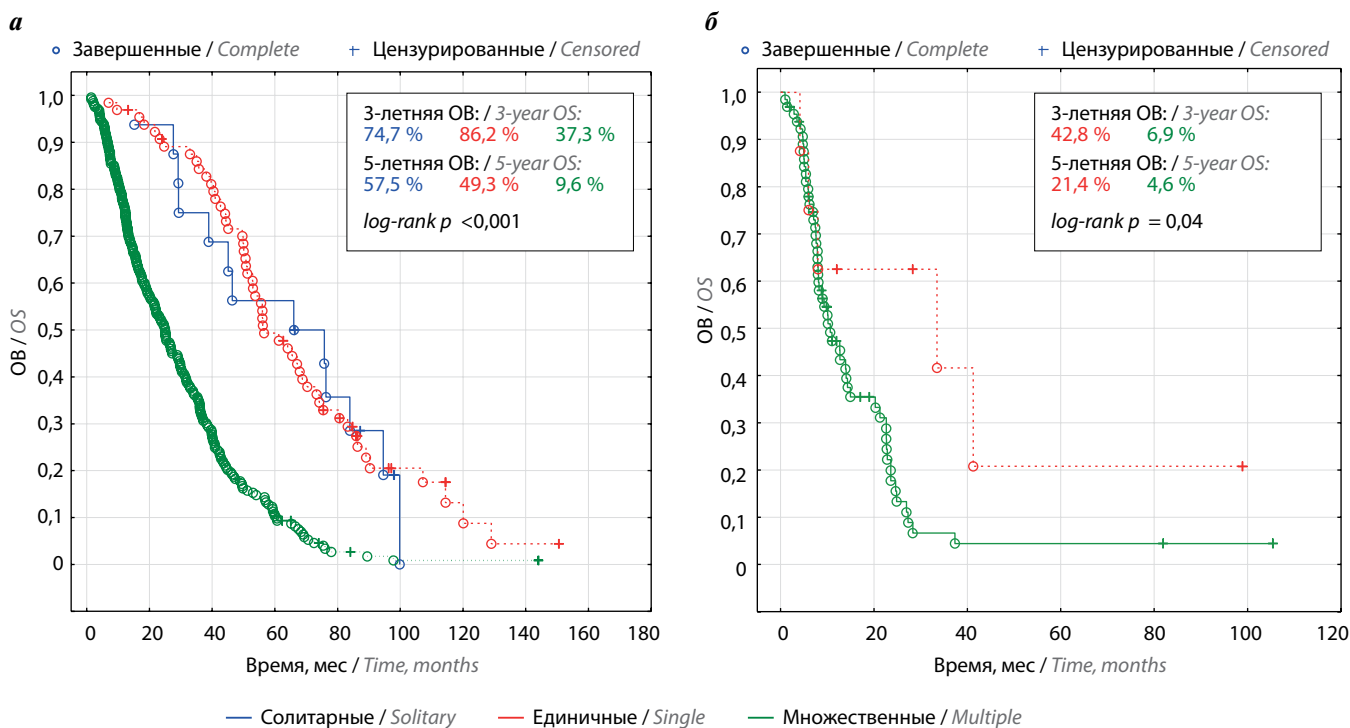 а
Завершенные / Complete
Цензурированные / Censored
1,0
0,9
0,8
0,7
0,6
0,5
0,4
0,3
0,2
0,1
0
ОВ / OS
3-летняя ОВ: / 3-year OS:
74,7 % 86,2 % 37,3 %
5-летняя ОВ: / 5-year OS:
57,5 % 49,3 % 9,6 %
log-rank p <0,001
0 20 40 60 80 100 120 140 160 180
Время, мес / Time, months
б
Завершенные / Complete
Цензурированные / Censored
1,0
0,9
0,8
0,7
0,6
0,5
0,4
0,3
0,2
0,1
0
ОВ / OS
3-летняя ОВ: / 3-year OS:
42,8 % 6,9 %
5-летняя ОВ: / 5-year OS:
21,4 % 4,6 %
log-rank p = 0,04
0 20 40 60 80 100 120
Время, мес / Time, months
Солитарные / Solitary
Единичные / Single
Множественные / Multiple